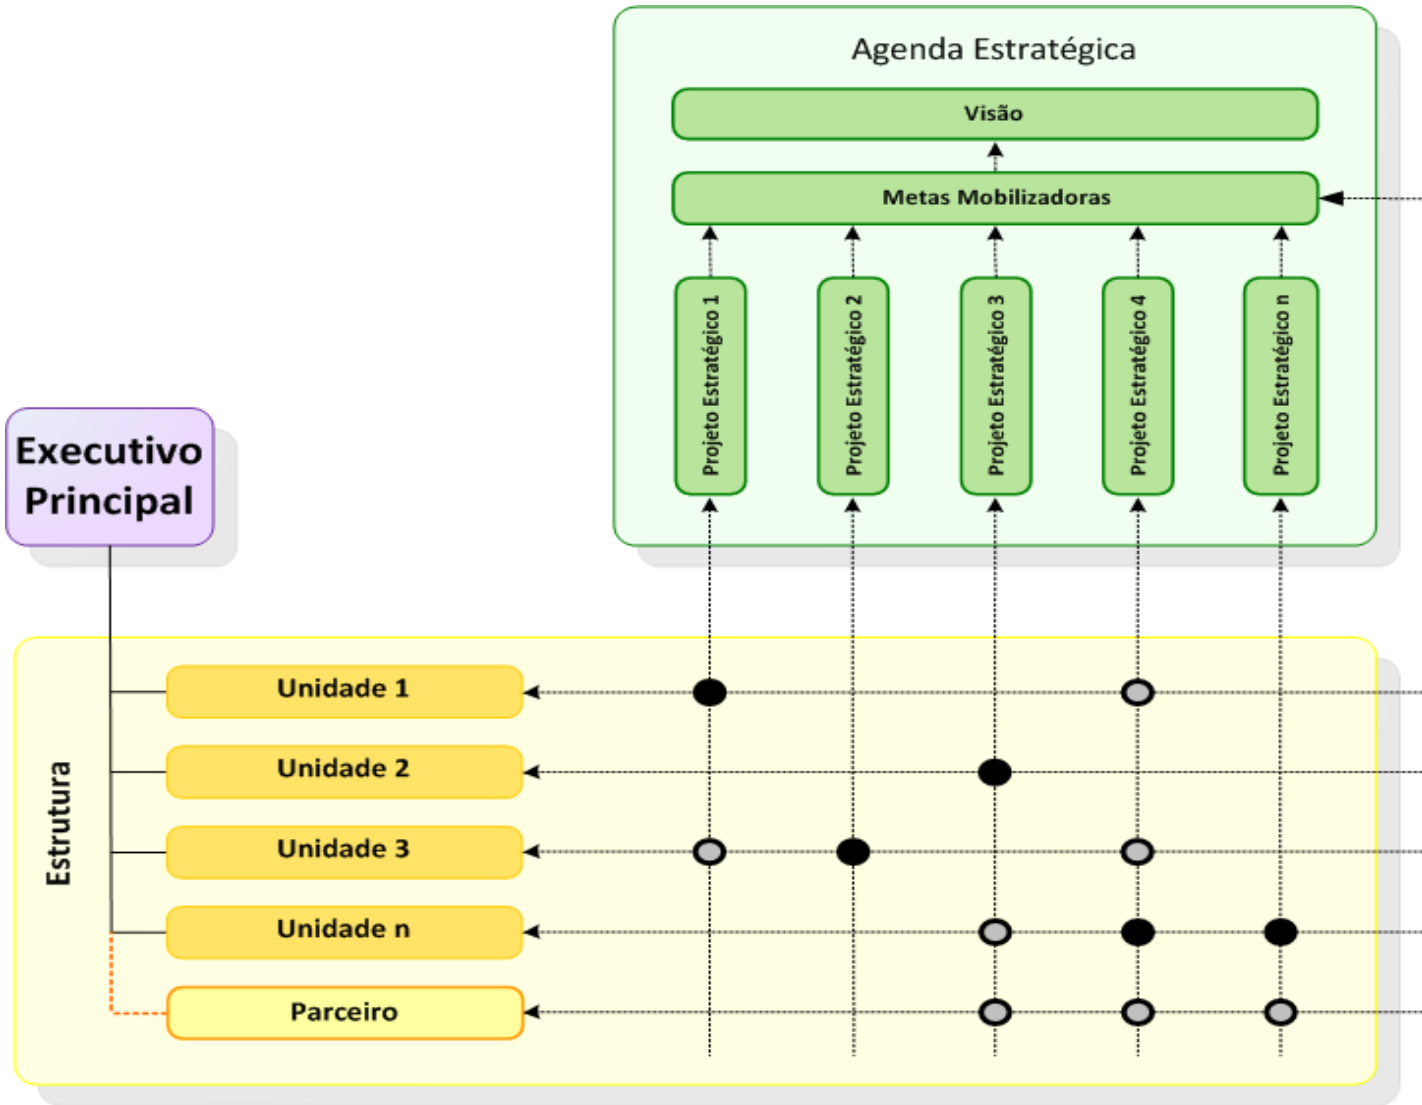 Agenda Estratégica
Visão
Metas Mobilizadoras
Projeto Estratégico 1
Projeto Estratégico 2
Projeto Estratégico 3
Projeto Estratégico 4
Projeto Estratégico n
Executivo
Principal
Estrutura
Unidade 1
Unidade 2
Unidade 3
Unidade n
Parceiro